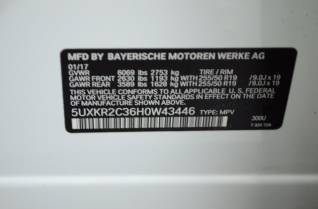 MFD BY BAYERISCHE MOTOREN WERKE AG
01/17
GVWR 6069 lbs 2753 kg TIRE / RIM
GAWR FRONT 2630 lbs 1193 kg WITH 255/50 R19 / 9.0J x 19
GAWR REAR 3589 lbs 1628 kg WITH 255/50 R19 / 9.0J x 19
THIS VEHICLE CONFORMS TO ALL APPLICABLE
U.S. FEDERAL MOTOR VEHICLE SAFETY STANDARDS
IN EFFECT ON THE DATE OF MANUFACTURE SHOWN ABOVE
5UXKR2C36H0W43446 TYPE: MPV
300U